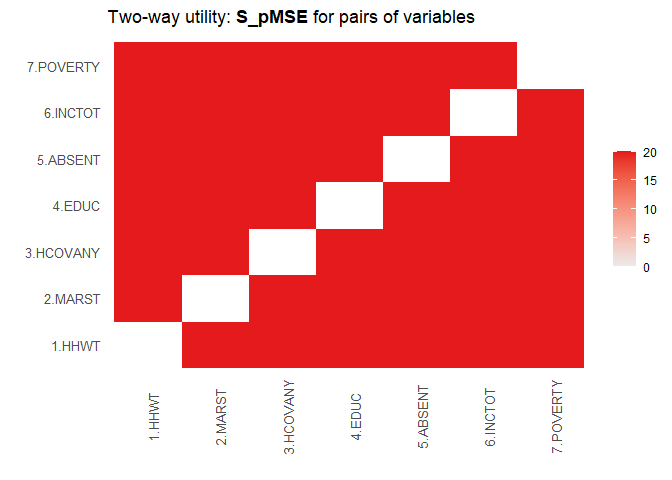 Two-way utility: S_pMSE for pairs of variables
7.POVERTY
6.INCTOT
5.ABSENT
4.EDUC
3.HCOVANY
2.MARST
1.HHWT
1.HHWT
2.MARST
3.HCOVANY
4.EDUC
5.ABSENT
6.INCTOT
7.POVERTY
20
15
10
5
0